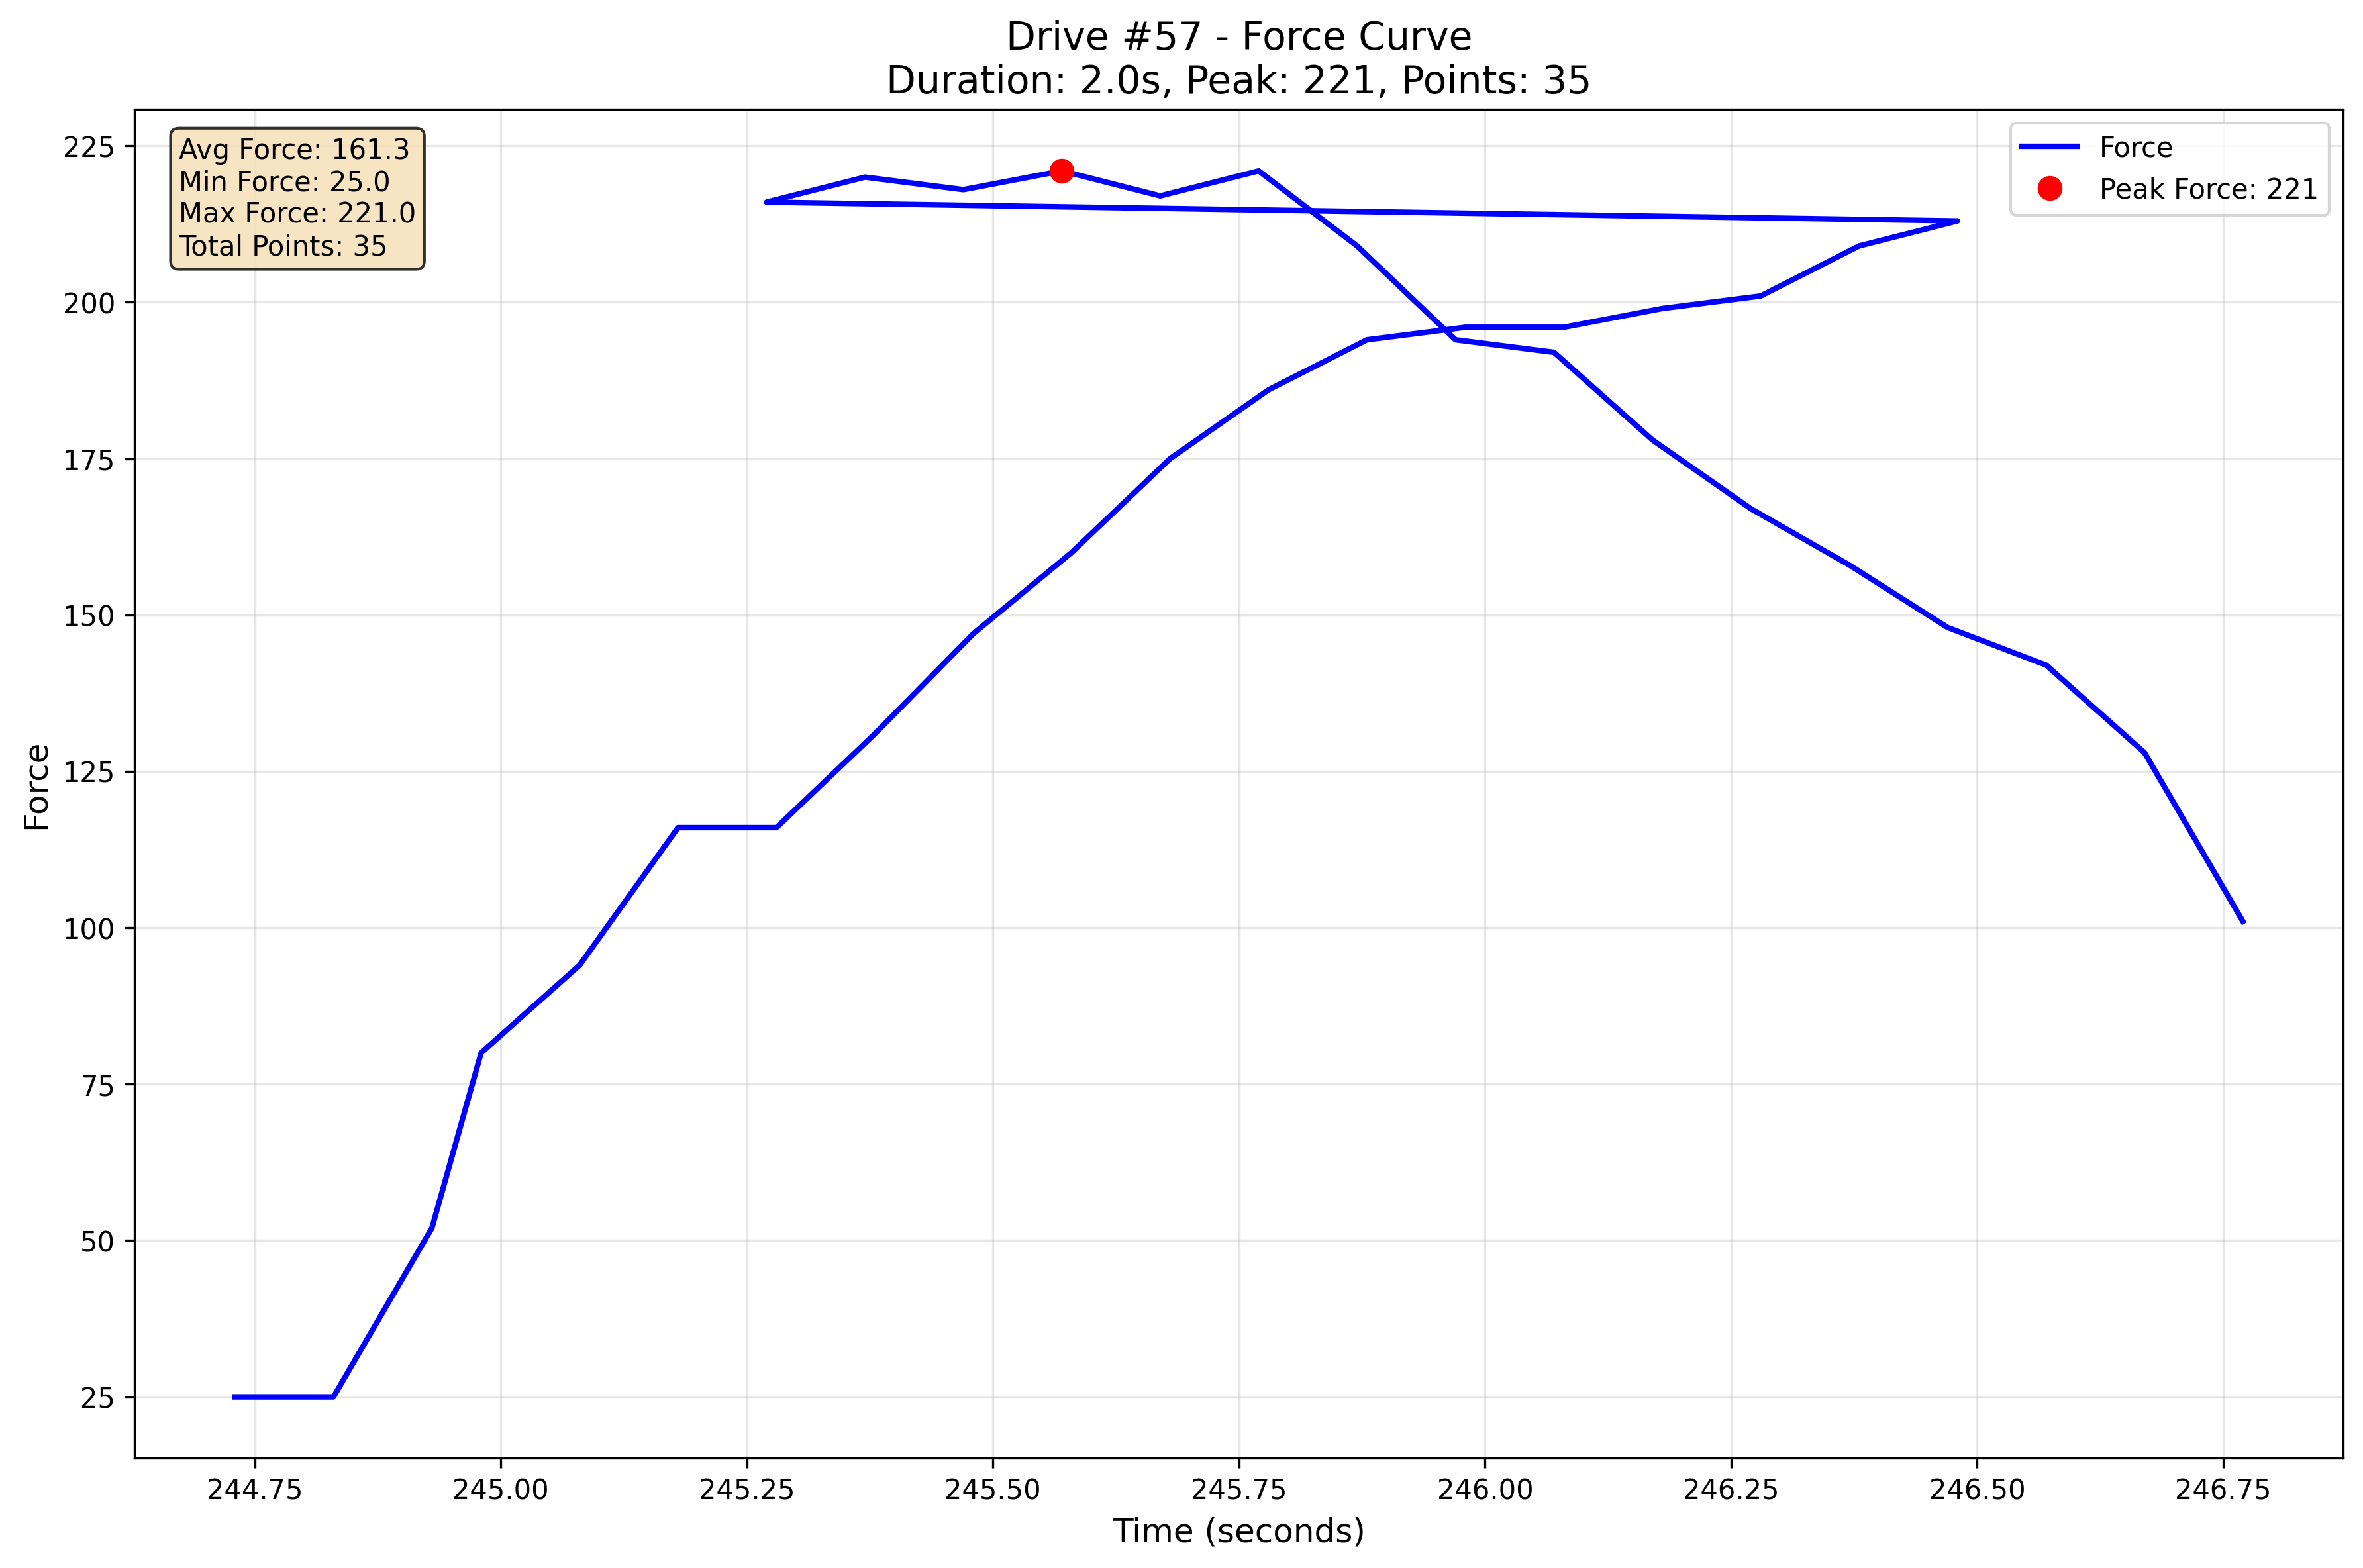 Drive #57 - Force Curve
Duration: 2.0s, Peak: 221, Points: 35
Avg Force: 161.3
Min Force: 25.0
Max Force: 221.0
Total Points: 35
Force
Peak Force: 221
225
200
175
150
125
100
75
50
25
Force
244.75 245.00 245.25 245.50 245.75 246.00 246.25 246.50 246.75
Time (seconds)